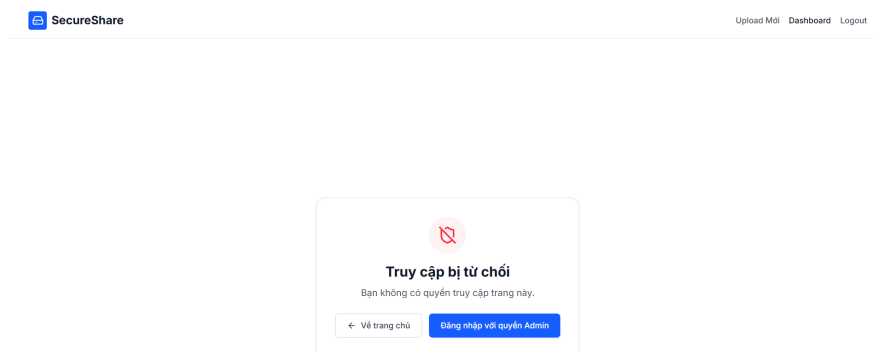 SecureShare
Upload Mới Dashboard Logout
Truy cập bị từ chối
Bạn không có quyền truy cập trang này.
← Về trang chủ
Đăng nhập với quyền Admin